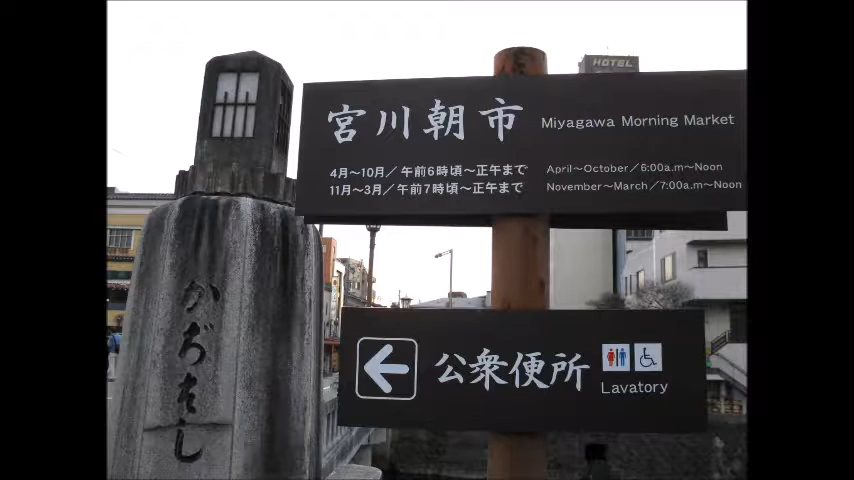 HOTEL
宮川朝市 Miyagawa Morning Market
4月～10月／午前6時頃～正午まで April～October／6:00a.m～Noon
11月～3月／午前7時頃～正午まで November～March／7:00a.m～Noon
公衆便所
Lavatory
かぢはし